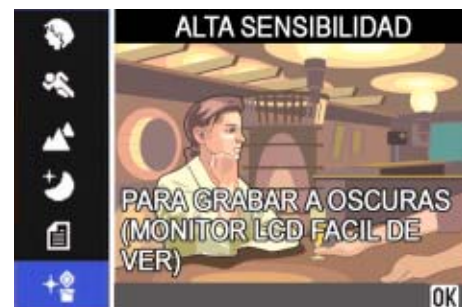 ALTA SENSIBILIDAD
PARA GRABAR A OSCURAS
(MONITOR LCD FACIL DE
VER)
OK